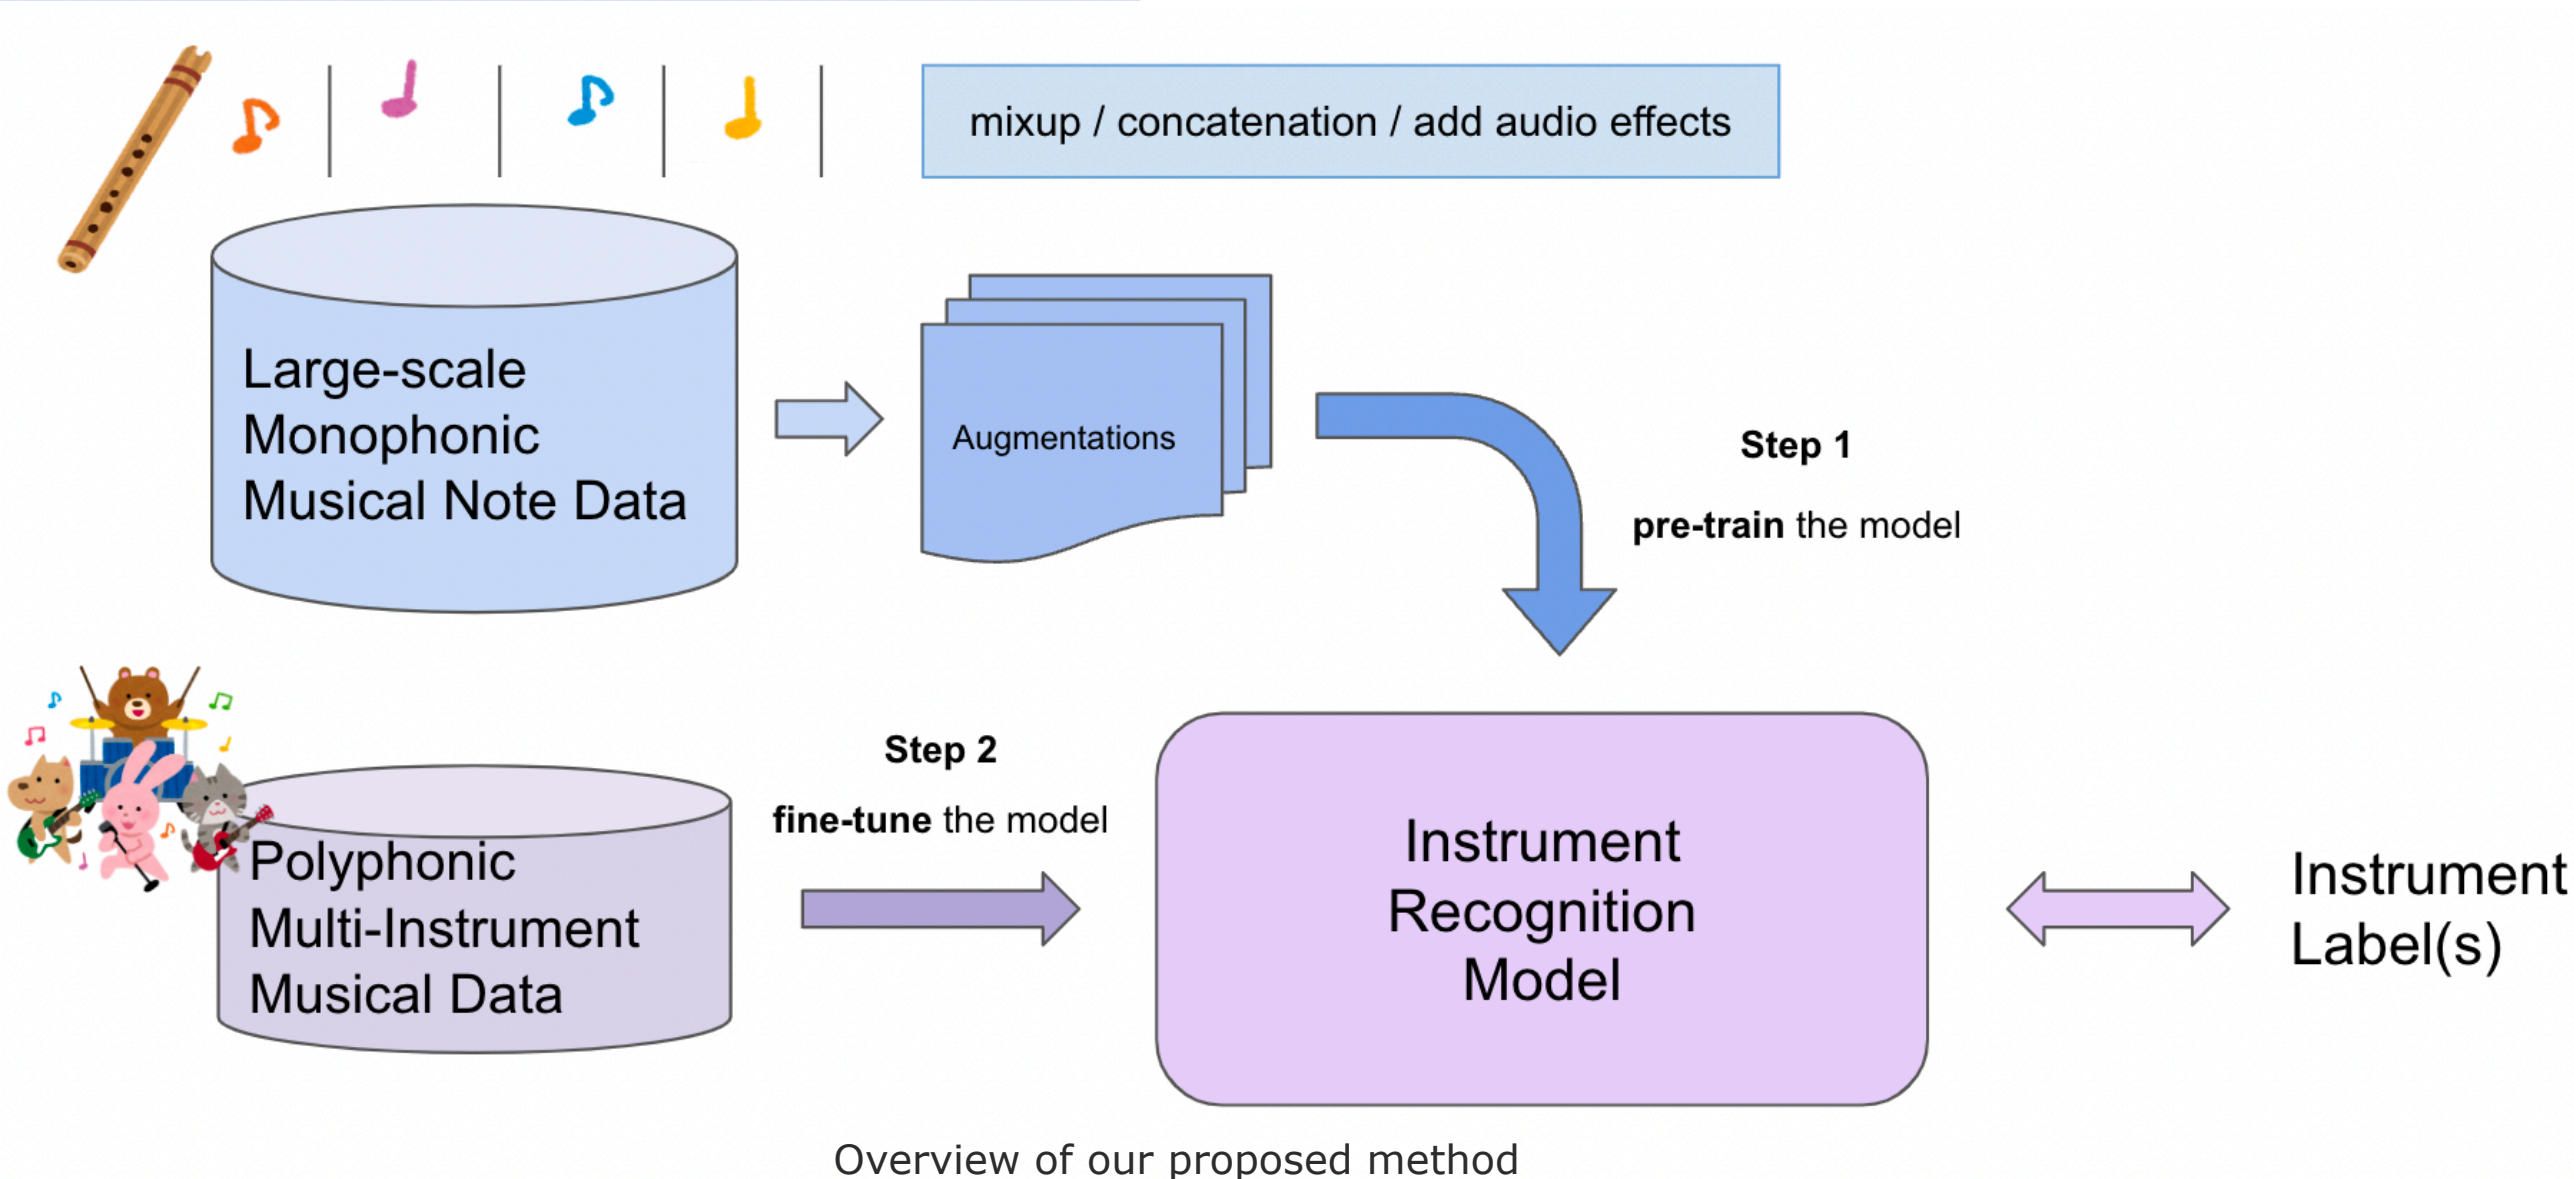 mixup / concatenation / add audio effects
Large-scale
Monophonic
Musical Note Data
Augmentations
Step 1
pre-train the model
Polyphonic
Multi-Instrument
Musical Data
Step 2
fine-tune the model
Instrument
Recognition
Model
Instrument
Label(s)
Overview of our proposed method